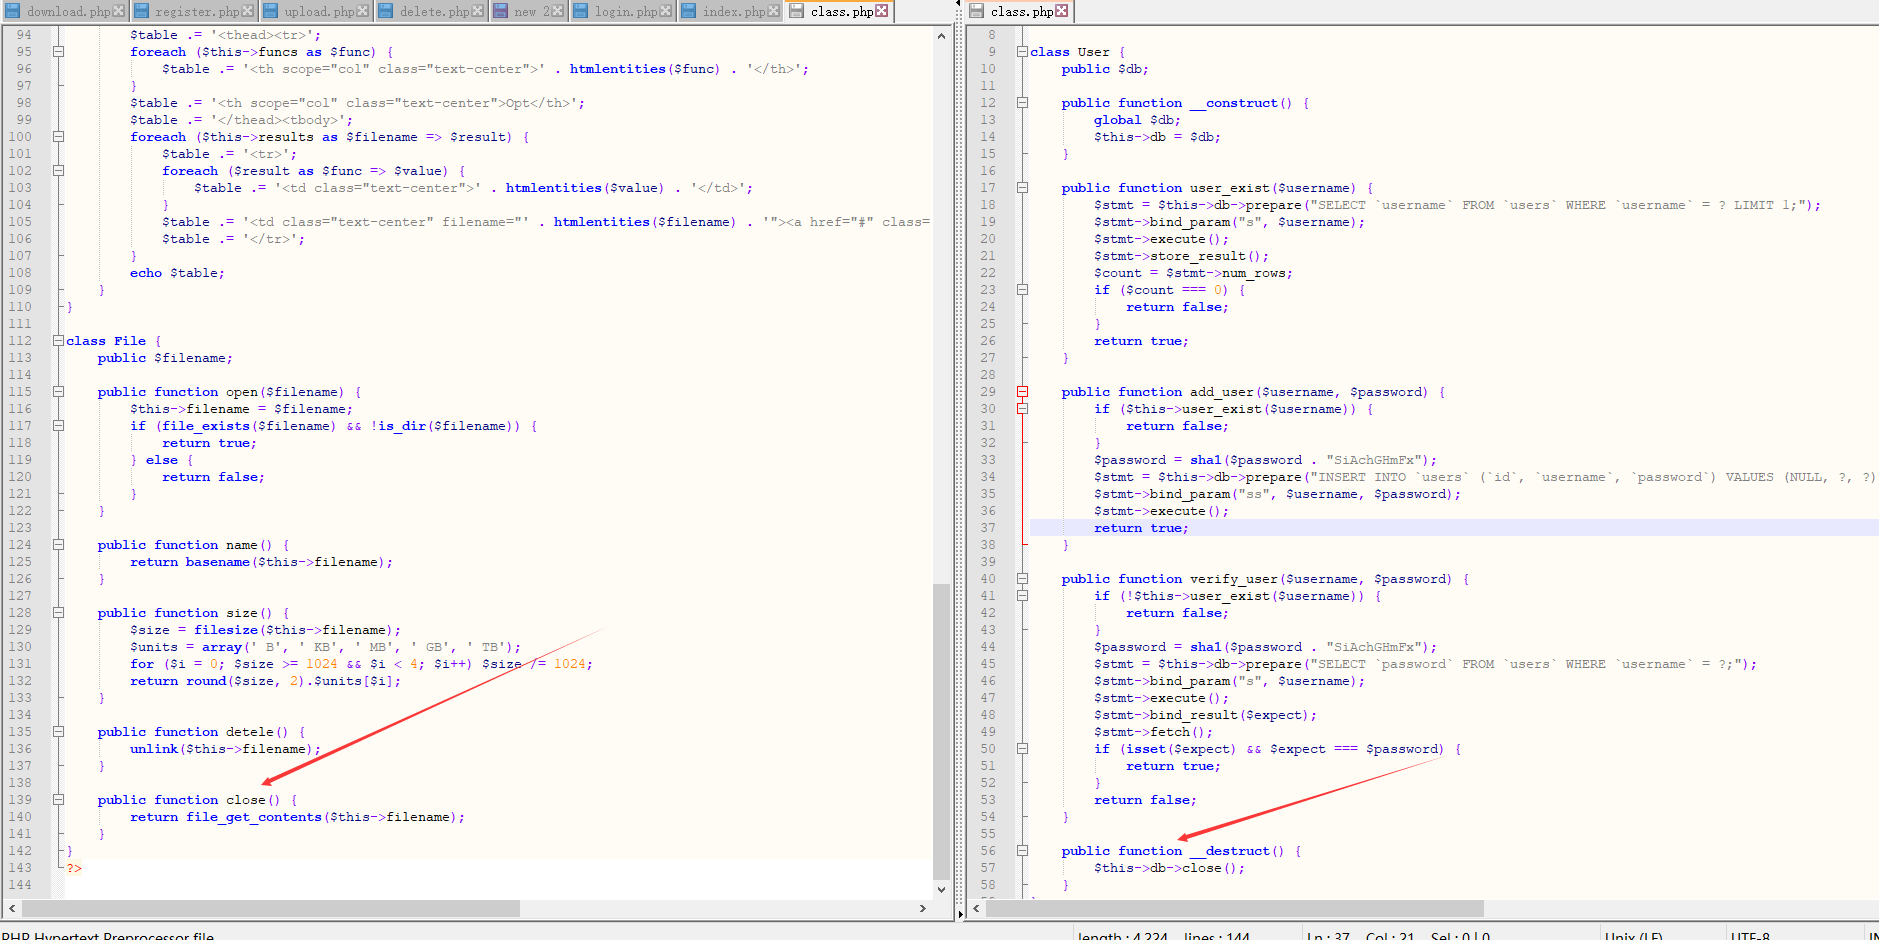 download.php register.php upload.php delete.php new 2 login.php index.php class.php
94 $table .= '<thead><tr>';
95 foreach ($this->funcs as $func) {
96 $table .= '<th scope="col" class="text-center">' . htmlentities($func) . '</th>';
97 }
98 $table .= '<th scope="col" class="text-center">Opt</th>';
99 $table .= '</thead><tbody>';
100 foreach ($this->results as $filename => $result) {
101 $table .= '<tr>';
102 foreach ($result as $func => $value) {
103 $table .= '<td class="text-center">' . htmlentities($value) . '</td>';
104 }
105 $table .= '<td class="text-center" filename="' . htmlentities($filename) . '"><a href="#" class=
106 $table .= '</tr>';
107 }
108 echo $table;
109 }
110 }
111
112 class File {
113 public $filename;
114
115 public function open($filename) {
116 $this->filename = $filename;
117 if (file_exists($filename) && !is_dir($filename)) {
118 return true;
119 } else {
120 return false;
121 }
122 }
123
124 public function name() {
125 return basename($this->filename);
126 }
127
128 public function size() {
129 $size = filesize($this->filename);
130 $units = array(' B', ' KB', ' MB', ' GB', ' TB');
131 for ($i = 0; $size >= 1024 && $i < 4; $i++) $size /= 1024;
132 return round($size, 2).$units[$i];
133 }
134
135 public function detele() {
136 unlink($this->filename);
137 }
138
139 public function close() {
140 return file_get_contents($this->filename);
141 }
142 }
143 ?>
144
class.php
8
9 class User {
10 public $db;
11
12 public function __construct() {
13 global $db;
14 $this->db = $db;
15 }
16
17 public function user_exist($username) {
18 $stmt = $this->db->prepare("SELECT `username` FROM `users` WHERE `username` = ? LIMIT 1;");
19 $stmt->bind_param("s", $username);
20 $stmt->execute();
21 $stmt->store_result();
22 $count = $stmt->num_rows;
23 if ($count === 0) {
24 return false;
25 }
26 return true;
27 }
28
29 public function add_user($username, $password) {
30 if ($this->user_exist($username)) {
31 return false;
32 }
33 $password = sha1($password . "SiAchGHmFx");
34 $stmt = $this->db->prepare("INSERT INTO `users` (`id`, `username`, `password`) VALUES (NULL, ?, ?)
35 $stmt->bind_param("ss", $username, $password);
36 $stmt->execute();
37 return true;
38 }
39
40 public function verify_user($username, $password) {
41 if (!$this->user_exist($username)) {
42 return false;
43 }
44 $password = sha1($password . "SiAchGHmFx");
45 $stmt = $this->db->prepare("SELECT `password` FROM `users` WHERE `username` = ?;");
46 $stmt->bind_param("s", $username);
47 $stmt->execute();
48 $stmt->bind_result($expect);
49 $stmt->fetch();
50 if (isset($expect) && $expect === $password) {
51 return true;
52 }
53 return false;
54 }
55
56 public function __destruct() {
57 $this->db->close();
58 }
PHP Hypertext Preprocessor file length : 4,224 lines : 144 Ln : 37 Col : 21 Sel : 0 | 0 Unix (LF) UTF-8